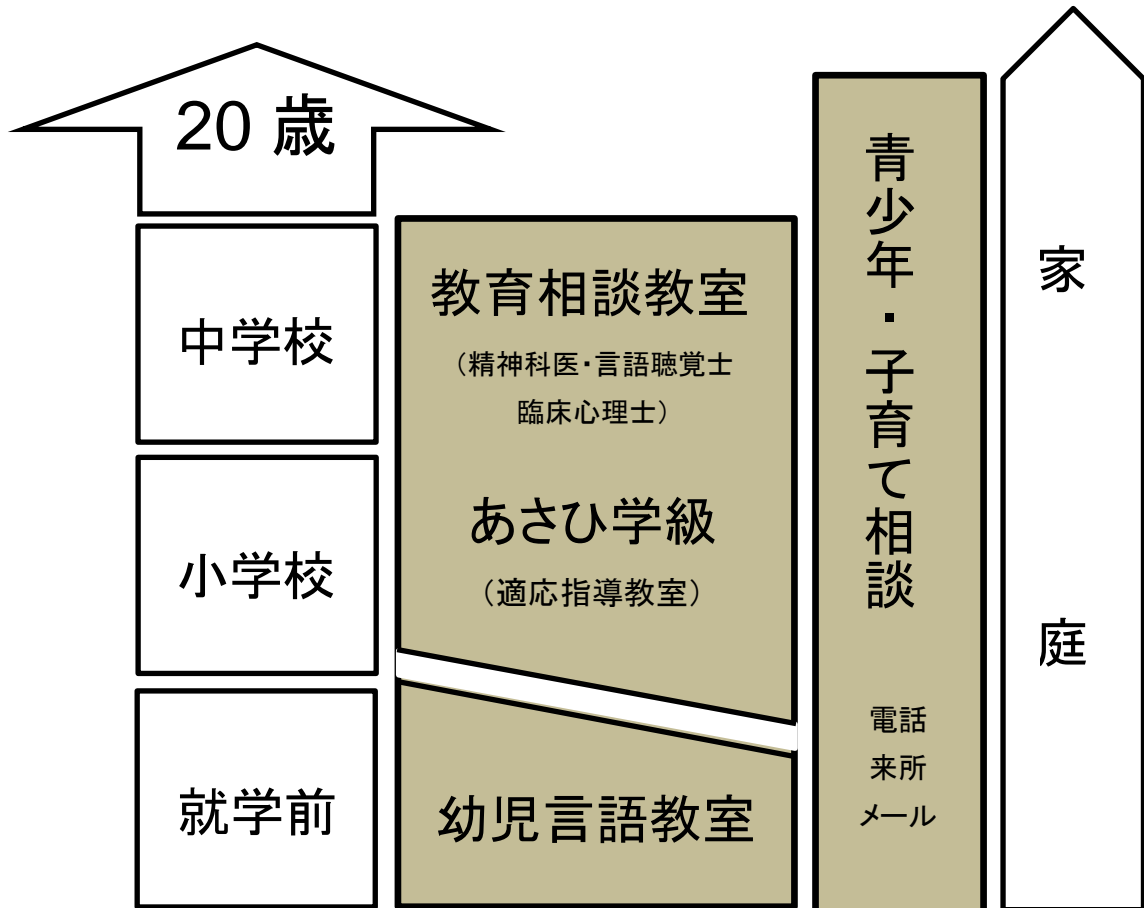 20 歳
中学校
小学校
就学前
教育相談教室
（精神科医・言語聴覚士
臨床心理士）
あさひ学級
（適応指導教室）
幼児言語教室
青少年・子育て相談
電話
来所
メール
家庭